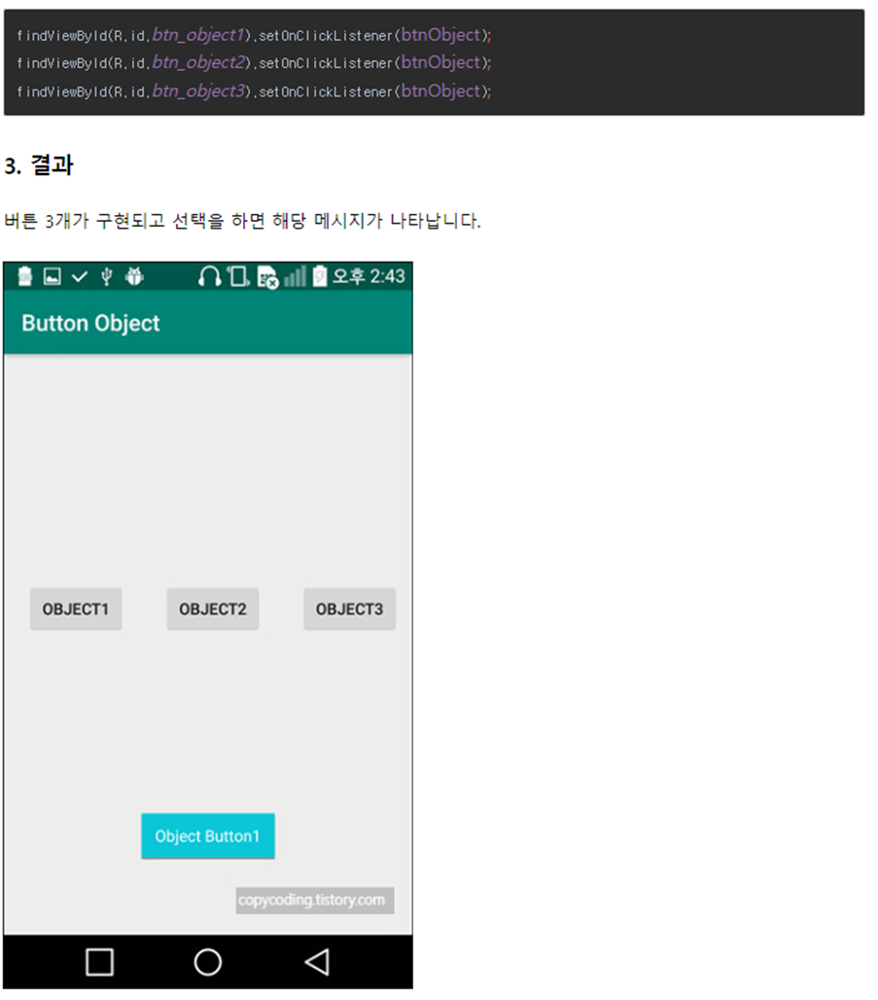 findViewById(R.id.btn_object1).setOnClickListener(btnObject);
findViewById(R.id.btn_object2).setOnClickListener(btnObject);
findViewById(R.id.btn_object3).setOnClickListener(btnObject);
3. 결과
버튼 3개가 구현되고 선택을 하면 해당 메시지가 나타납니다.
오후 2:43
Button Object
OBJECT1 OBJECT2 OBJECT3
Object Button1
copycoding.tistory.com